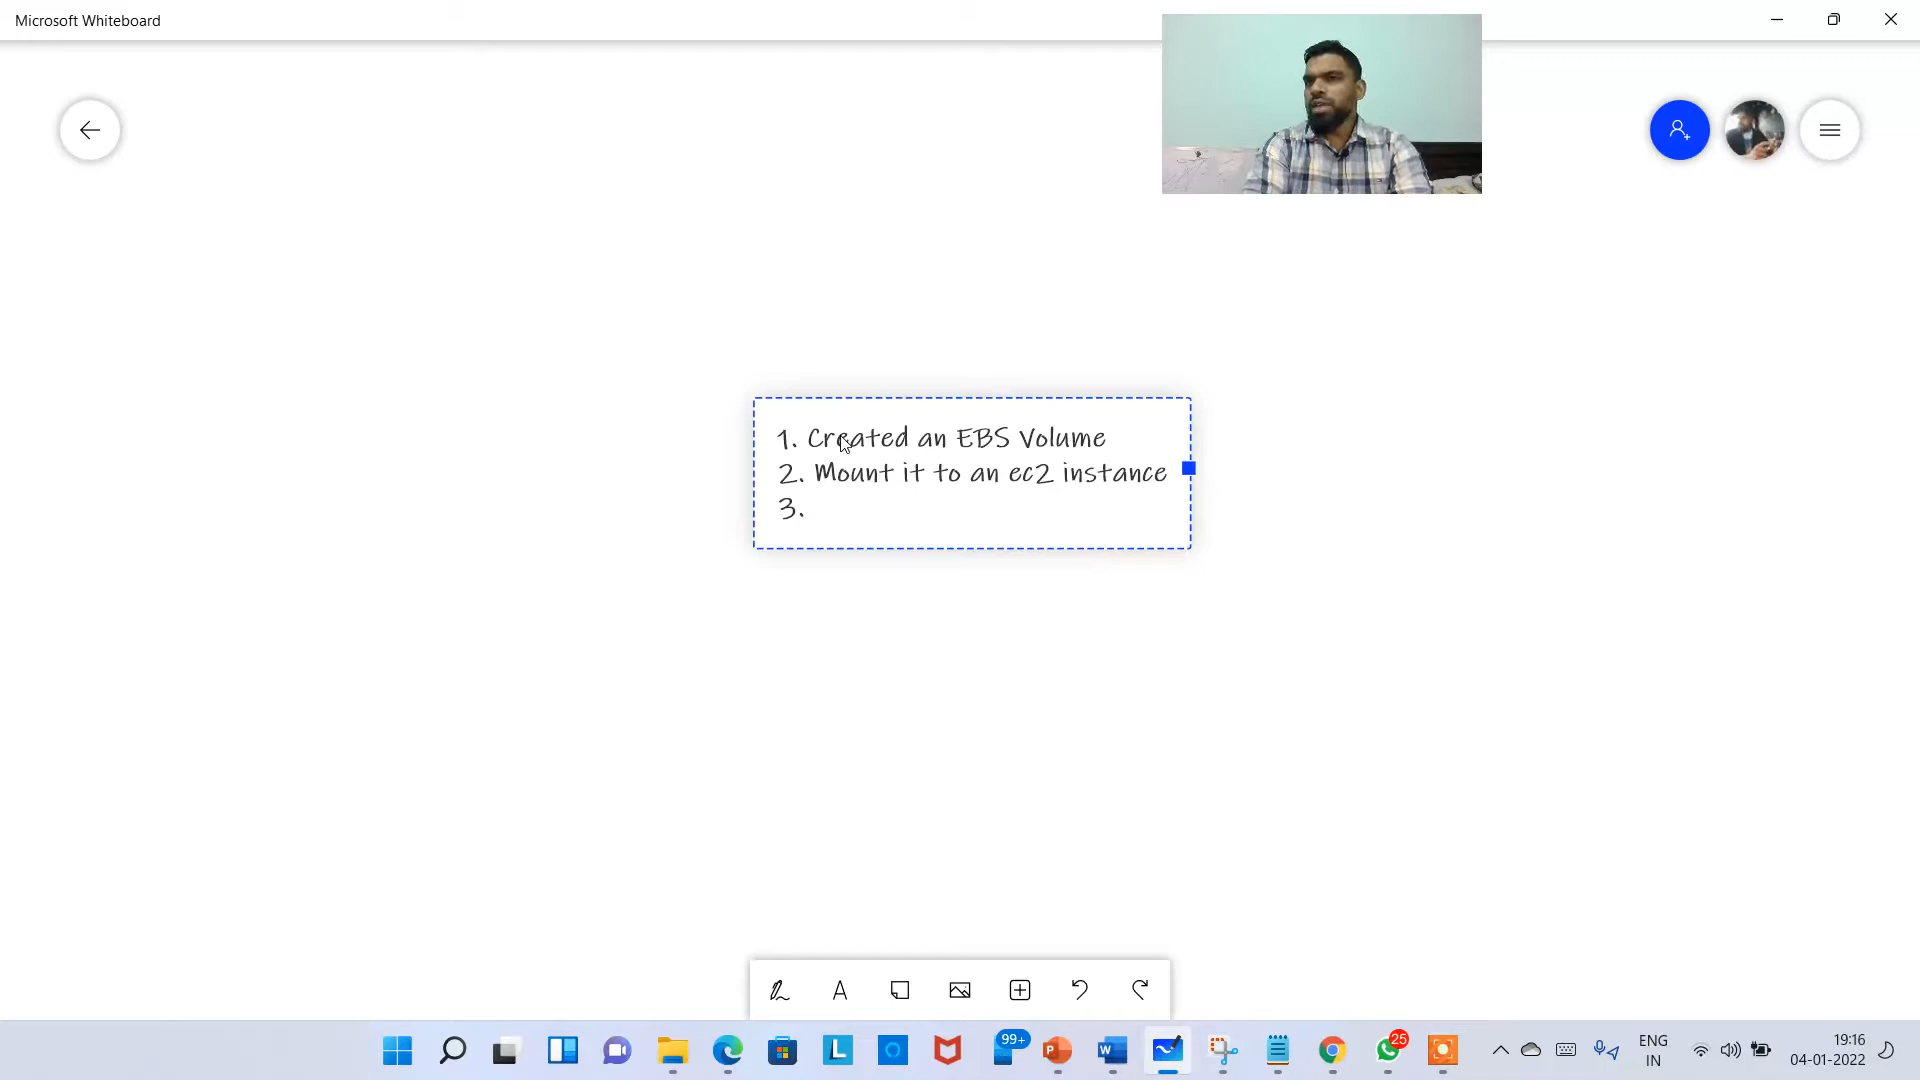 Microsoft Whiteboard
1. Created an EBS Volume
2. Mount it to an ec2 instance
3.
99+
25
ENG
IN
19:16
04-01-2022